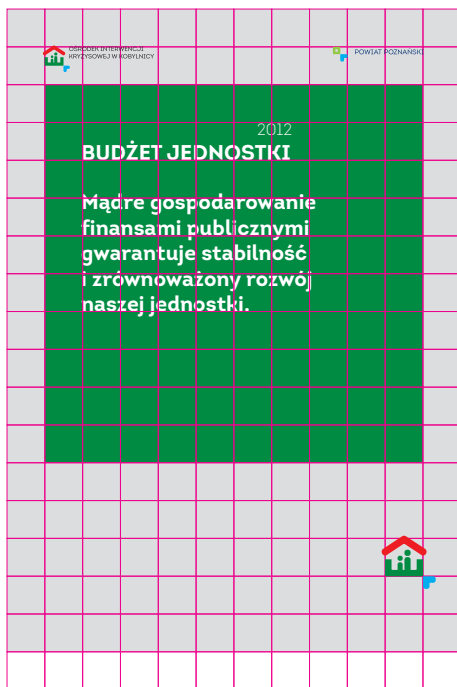 OŚRODEK INTERWENCJI
KRYZYSOWEJ W KOBYLNICY
POWIAT POZNAŃSKI
2012
BUDŻET JEDNOSTKI
Mądre gospodarowanie
finansami publicznymi
gwarantuje stabilność
i zrównoważony rozwój
naszej jednostki.